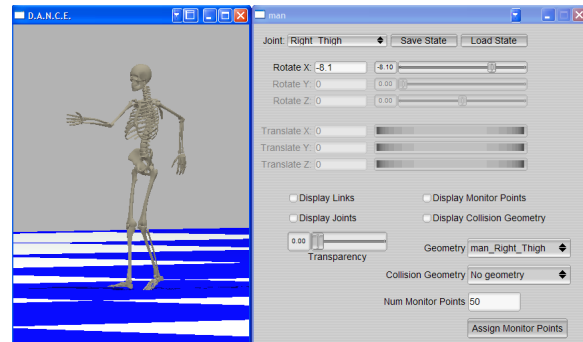 D.A.N.C.E.
man
Joint: Right_Thigh Save State Load State
Rotate X: -8.1 -8.10
Rotate Y: 0 0.00
Rotate Z: 0 0.00
Translate X: 0
Translate Y: 0
Translate Z: 0
Display Links Display Monitor Points
Display Joints Display Collision Geometry
0.00
Transparency
Geometry man_Right_Thigh
Collision Geometry No geometry
Num Monitor Points 50
Assign Monitor Points